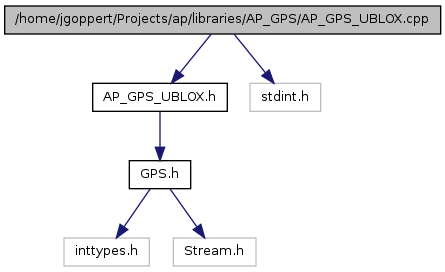 /home/jgoppert/Projects/ap/libraries/AP_GPS/AP_GPS_UBLOX.cpp
AP_GPS_UBLOX.h
stdint.h
GPS.h
inttypes.h
Stream.h